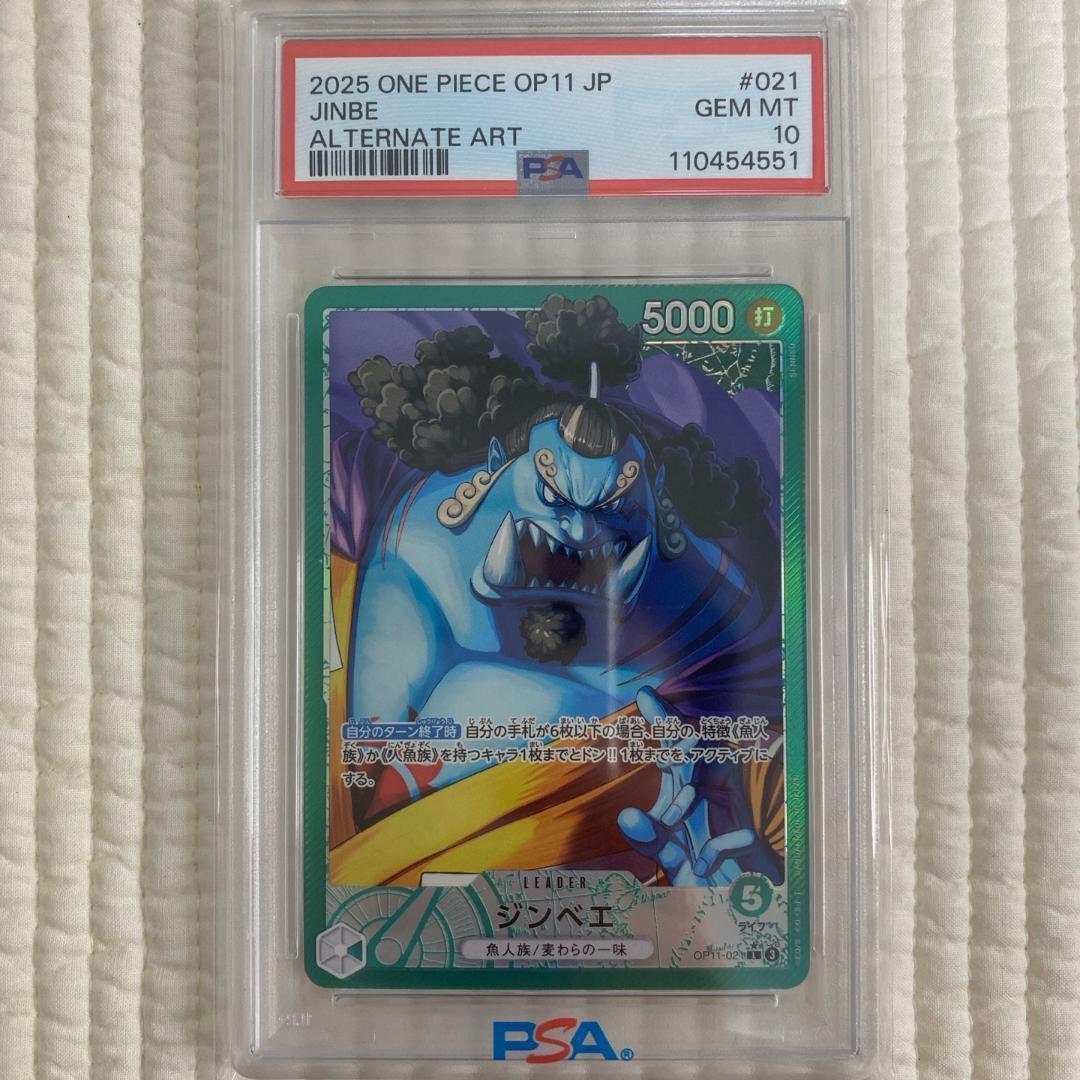 2025 ONE PIECE OP11 JP #021
JINBE GEM MT
ALTERNATE ART 10
PSA 110454551
5000 打
自分のターン終了時 自分の手札が6枚以下の場合、自分の、特徴《魚人
族》か《人魚族》を持つキャラ1枚までとドン!!1枚までを、アクティブに
する。
LEADER
ジンベエ
5
ライフ
魚人族/麦わらの一味
OP11-021 L 3
PSA®